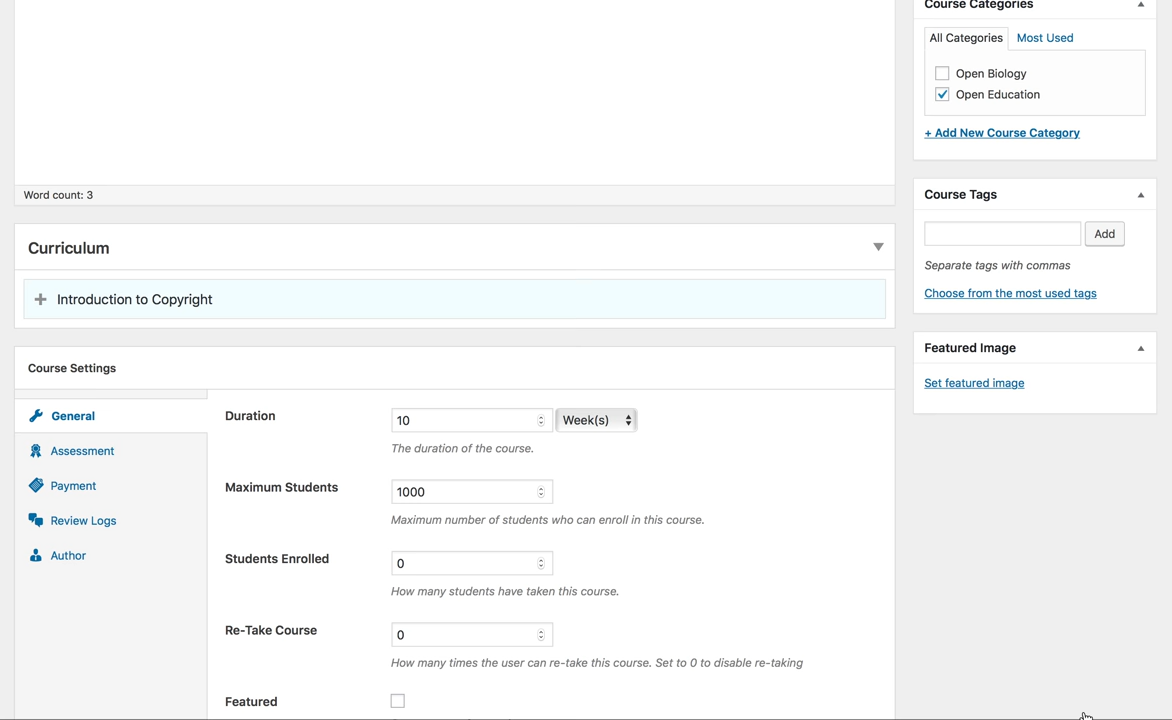 Course Categories
All Categories Most Used
Open Biology
Open Education
+ Add New Course Category
Word count: 3
Course Tags
Add
Separate tags with commas
Choose from the most used tags
Curriculum
Introduction to Copyright
Featured Image
Set featured image
Course Settings
General
Assessment
Payment
Review Logs
Author
Duration 10 Week(s)
The duration of the course.
Maximum Students 1000
Maximum number of students who can enroll in this course.
Students Enrolled 0
How many students have taken this course.
Re-Take Course 0
How many times the user can re-take this course. Set to 0 to disable re-taking
Featured